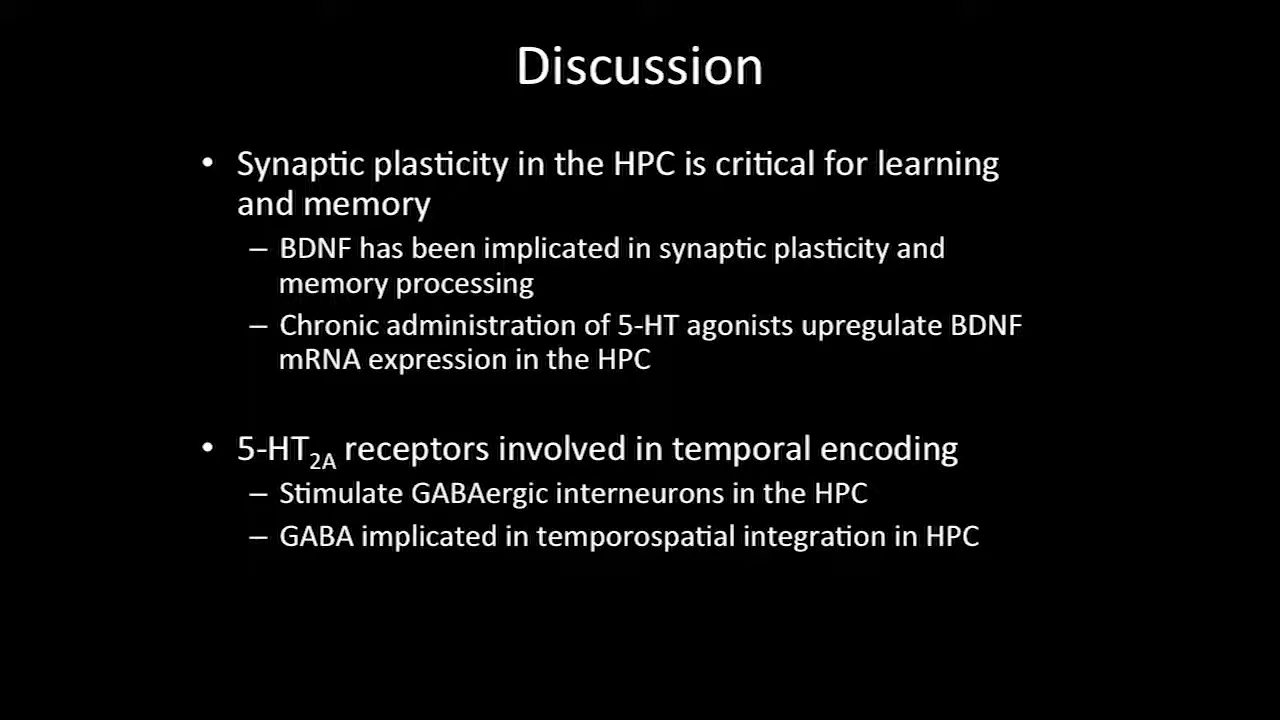 Discussion
• Synaptic plasticity in the HPC is critical for learning
and memory
– BDNF has been implicated in synaptic plasticity and
memory processing
– Chronic administration of 5-HT agonists upregulate BDNF
mRNA expression in the HPC
• 5-HT2A receptors involved in temporal encoding
– Stimulate GABAergic interneurons in the HPC
– GABA implicated in temporospatial integration in HPC